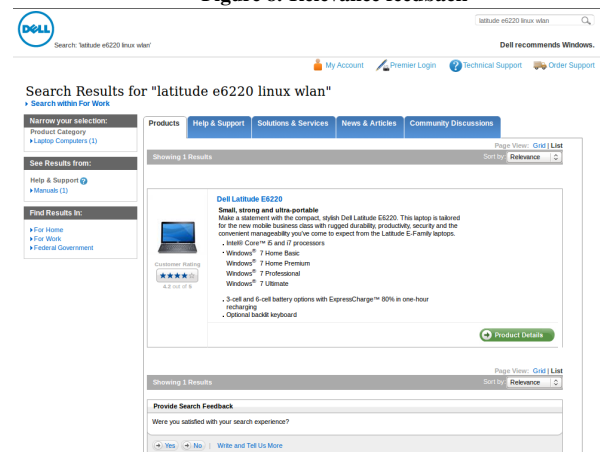 Figure 8: Relevance feedback
DELL
latitude e6220 linux wlan
Search: 'latitude e6220 linux wlan'
Dell recommends Windows.
My Account Premier Login Technical Support Order Support
Search Results for "latitude e6220 linux wlan"
Search within For Work
Narrow your selection:
Product Category
Laptop Computers (1)
See Results from:
Help & Support
Manuals (1)
Find Results In:
For Home
For Work
Federal Government
Products Help & Support Solutions & Services News & Articles Community Discussions
Page View: Grid | List
Showing 1 Results
Sort by: Relevance
Dell Latitude E6220
Small, strong and ultra-portable
Make a statement with the compact, stylish Dell Latitude E6220. This laptop is tailored
for the new mobile business class with rugged durability, productivity, security and the
convenient manageability you've come to expect from the Latitude E-Family laptops.
Intel® Core™ i5 and i7 processors
Windows® 7 Home Basic
Windows® 7 Home Premium
Windows® 7 Professional
Windows® 7 Ultimate
3-cell and 6-cell battery options with ExpressCharge™ 80% in one-hour
recharging
Optional backlit keyboard
Customer Rating
4.2 out of 5
Product Details
Page View: Grid | List
Showing 1 Results
Sort by: Relevance
Provide Search Feedback
Were you satisfied with your search experience?
Yes No | Write and Tell Us More